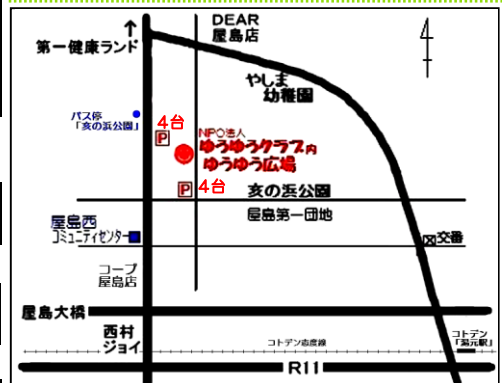 DEAR
屋島店
第一健康ランド
やしま
幼稚園
バス停
「亥の浜公園」
4台
P
NPO法人
ゆうゆうクラブ内
ゆうゆう広場
P
4台
亥の浜公園
屋島第一団地
屋島西
コミュニティセンター
交番
コープ
屋島店
屋島大橋
西村
ジョイ
コトデン志度線
コトデン
「潟元駅」
R11